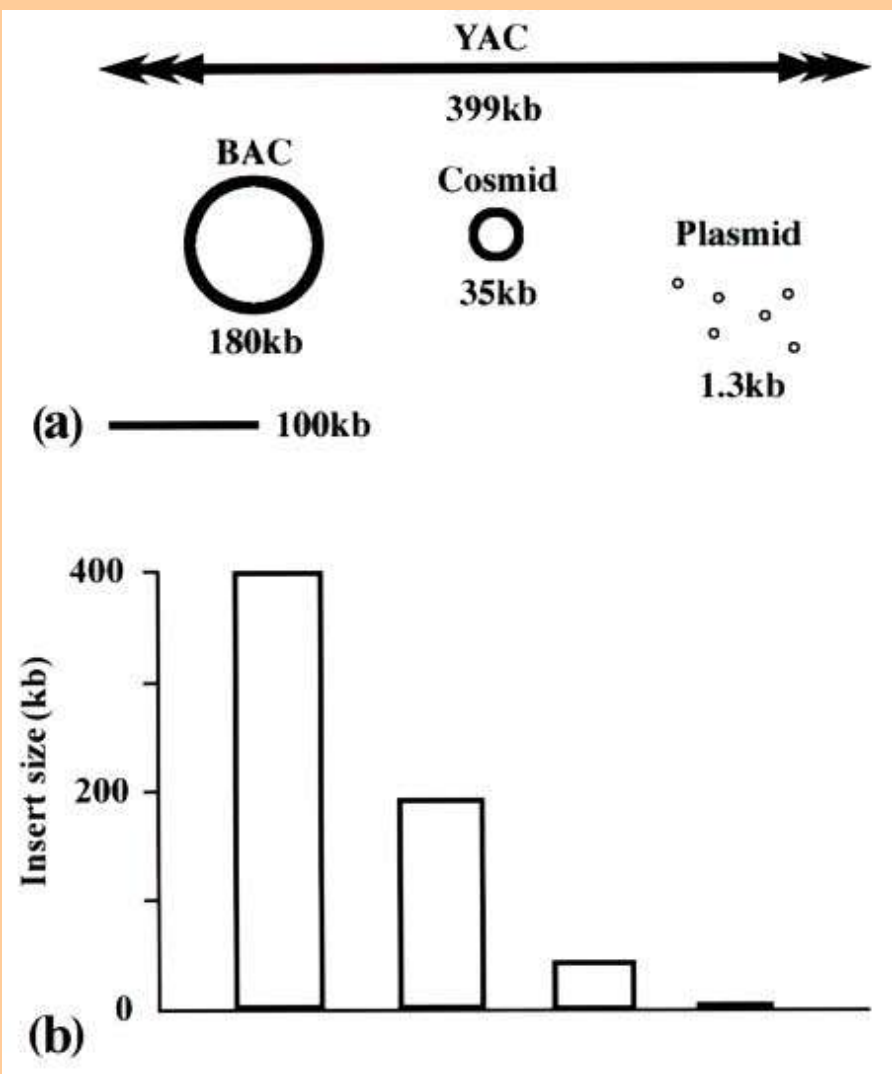 YAC
399kb
BAC
Cosmid
Plasmid
35kb
180kb
1.3kb
(a)
100kb
400
200
0
Insert size (kb)
(b)